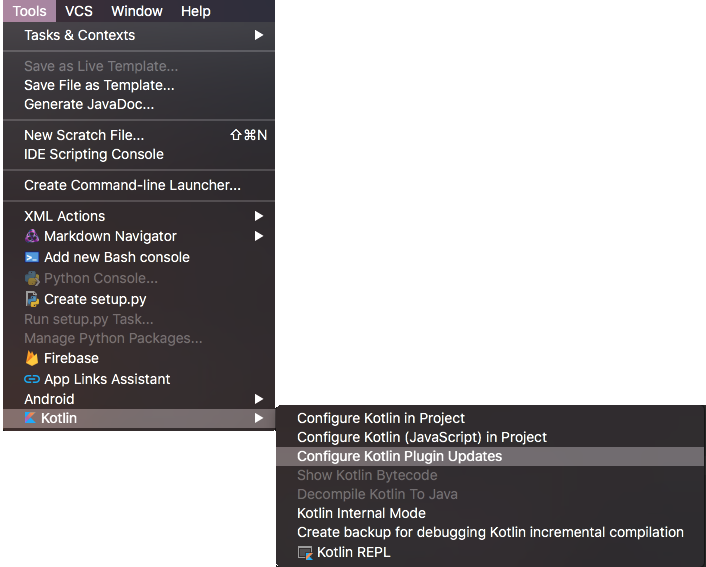 Tools VCS Window Help
Tasks & Contexts ▶
Save as Live Template...
Save File as Template...
Generate JavaDoc...
New Scratch File... ⇧⌘N
IDE Scripting Console
Create Command-line Launcher...
XML Actions ▶
Markdown Navigator ▶
Add new Bash console
Python Console...
Create setup.py
Run setup.py Task...
Manage Python Packages...
Firebase
App Links Assistant
Android ▶
Kotlin ▶
Configure Kotlin in Project
Configure Kotlin (JavaScript) in Project
Configure Kotlin Plugin Updates
Show Kotlin Bytecode
Decompile Kotlin To Java
Kotlin Internal Mode
Create backup for debugging Kotlin incremental compilation
Kotlin REPL